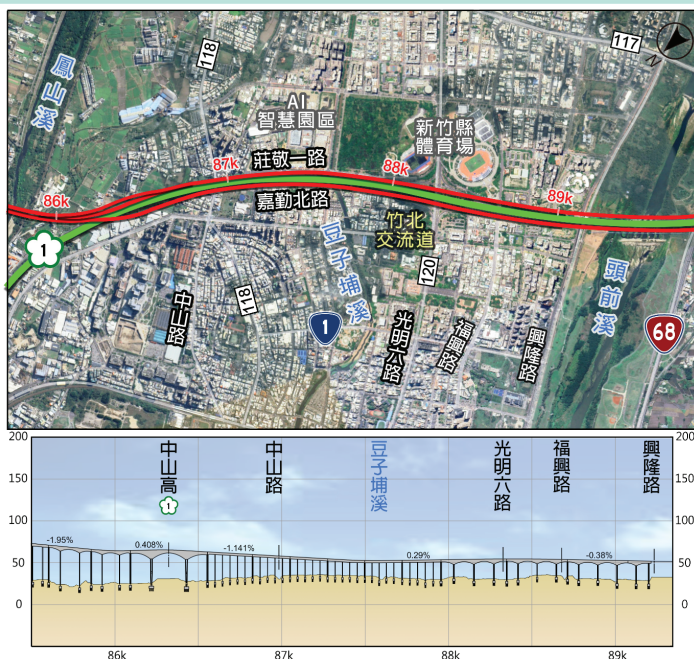 118
117
N
鳳山溪
AI
智慧園區
新竹縣
體育場
莊敬一路
87k
88k
86k
嘉勤北路
89k
竹北
交流道
1
豆子埔溪
120
頭前溪
118
中山路
1
光明六路
福興路
興隆路
68
200
200
中山高
1
中山路
豆子埔溪
光明六路
福興路
興隆路
150
150
100
100
-1.95%
0.408%
-1.141%
0.29%
-0.38%
50
50
0
0
86k
87k
88k
89k